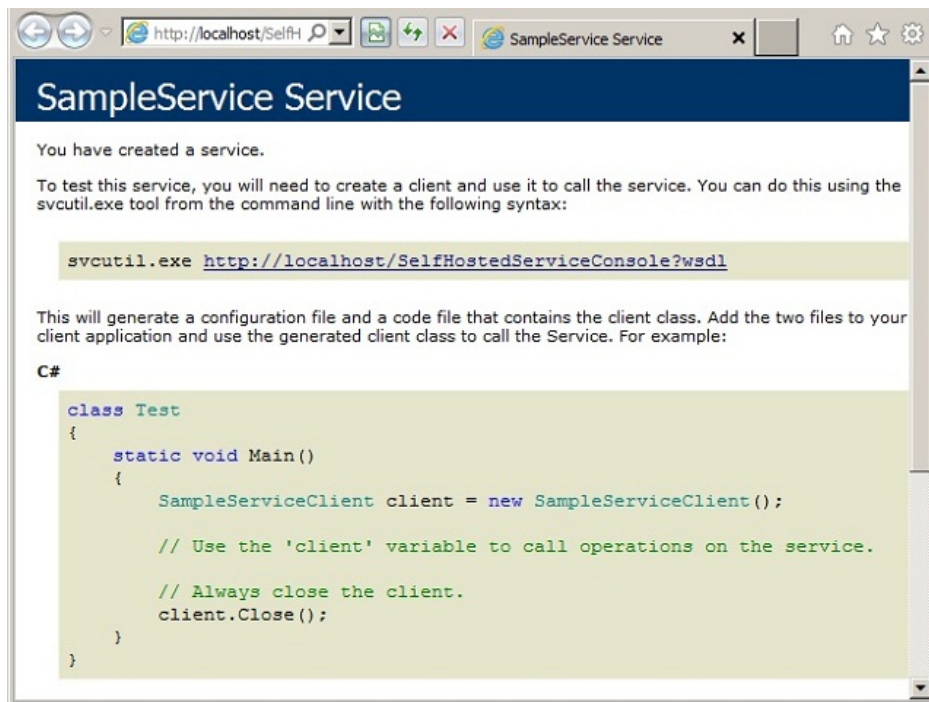 http://localhost/SelfH
SampleService Service
SampleService Service
You have created a service.
To test this service, you will need to create a client and use it to call the service. You can do this using the
svcutil.exe tool from the command line with the following syntax:
svcutil.exe http://localhost/SelfHostedServiceConsole?wsdl
This will generate a configuration file and a code file that contains the client class. Add the two files to your
client application and use the generated client class to call the Service. For example:
C#
class Test
{
static void Main()
{
SampleServiceClient client = new SampleServiceClient();
// Use the 'client' variable to call operations on the service.
// Always close the client.
client.Close();
}
}